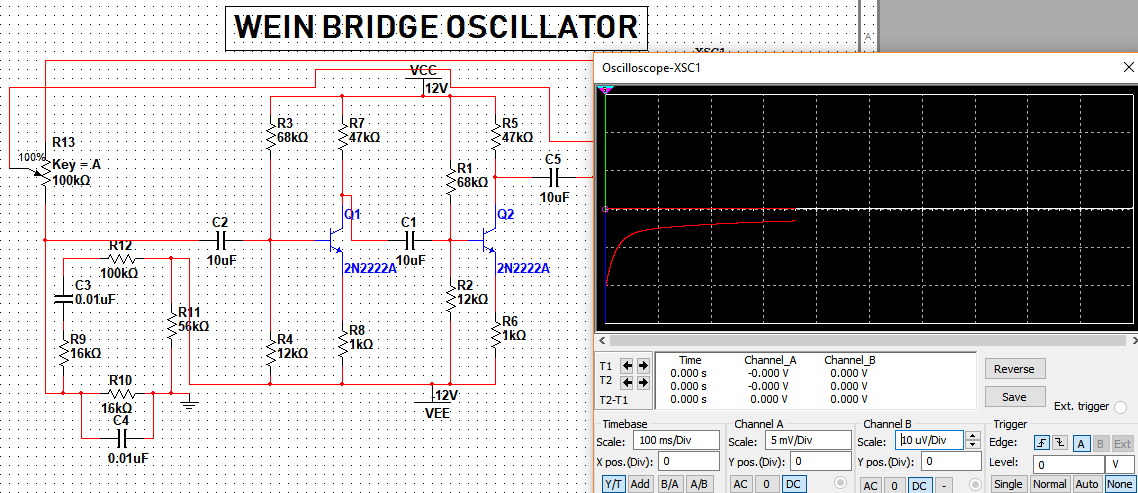 WEIN BRIDGE OSCILLATOR
A
XSC1
Oscilloscope-XSC1
VCC
12V
R3
68kΩ
R7
47kΩ
R5
47kΩ
R13
100%
Key = A
100kΩ
R1
68kΩ
C5
10uF
C2
10uF
Q1
2N2222A
C1
10uF
Q2
2N2222A
R12
100kΩ
C3
0.01uF
R11
56kΩ
R9
16kΩ
R2
12kΩ
R4
12kΩ
R8
1kΩ
R6
1kΩ
R10
16kΩ
C4
0.01uF
-12V
VEE
Time Channel_A Channel_B
T1 0.000 s -0.000 V 0.000 V
T2 0.000 s -0.000 V 0.000 V
T2-T1 0.000 s 0.000 V 0.000 V
Reverse
Save
Ext. trigger
Timebase
Scale: 100 ms/Div
X pos.(Div): 0
Y/T Add B/A A/B
Channel A
Scale: 5 mV/Div
Y pos.(Div): 0
AC 0 DC
Channel B
Scale: 10 uV/Div
Y pos.(Div): 0
AC 0 DC -
Trigger
Edge: A B Ext
Level: 0 V
Single Normal Auto None